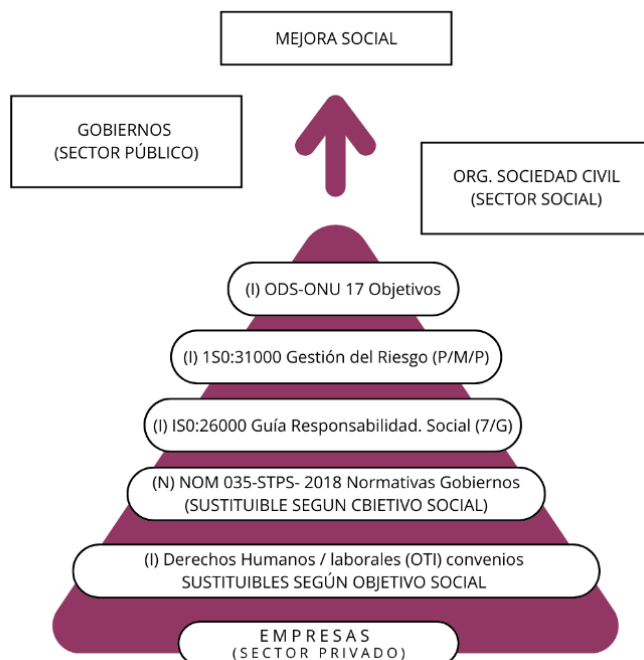 MEJORA SOCIAL
GOBIERNOS
(SECTOR PÚBLICO)
ORG. SOCIEDAD CIVIL
(SECTOR SOCIAL)
(I) ODS-ONU 17 Objetivos
(I) 1S0:31000 Gestión del Riesgo (P/M/P)
(I) IS0:26000 Guía Responsabilidad. Social (7/G)
(N) NOM 035-STPS- 2018 Normativas Gobiernos
(SUSTITUIBLE SEGUN CBIETIVO SOCIAL)
(I) Derechos Humanos / laborales (OTI) convenios
SUSTITUIBLES SEGÚN OBJETIVO SOCIAL
EMPRESAS
(SECTOR PRIVADO)